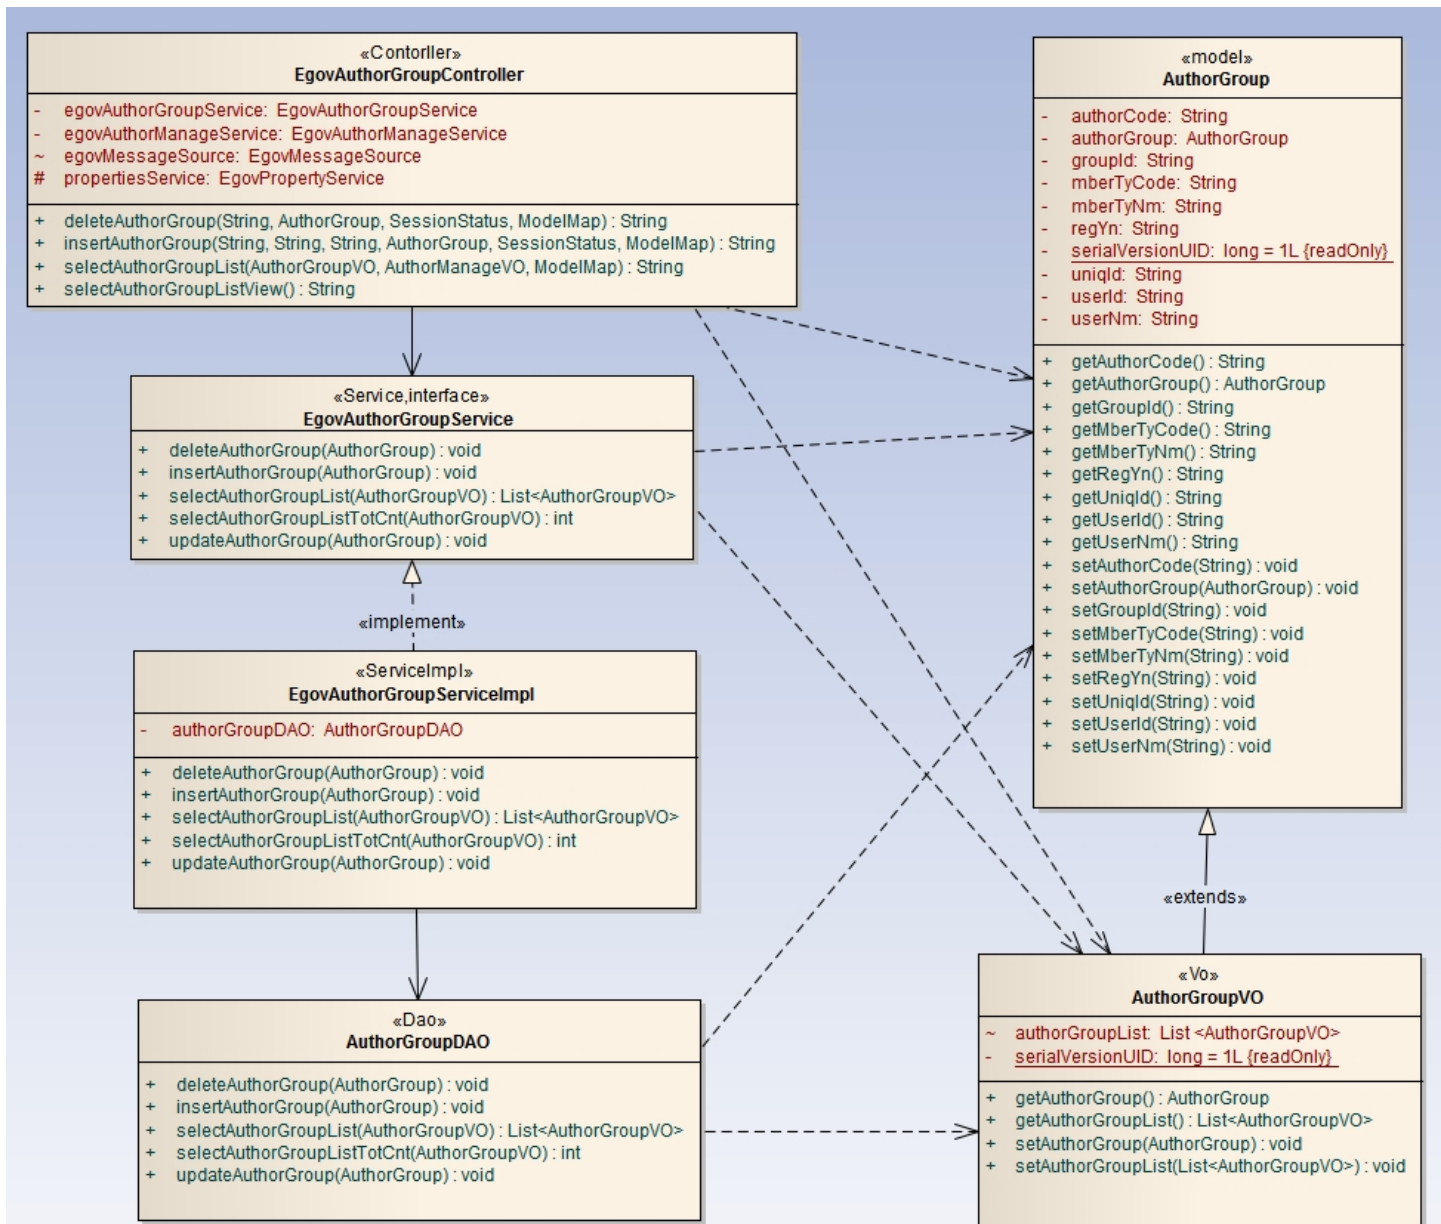 «Contorller»
EgovAuthorGroupController
- egovAuthorGroupService: EgovAuthorGroupService
- egovAuthorManageService: EgovAuthorManageService
~ egovMessageSource: EgovMessageSource
# propertiesService: EgovPropertyService
+ deleteAuthorGroup(String, AuthorGroup, SessionStatus, ModelMap) : String
+ insertAuthorGroup(String, String, String, AuthorGroup, SessionStatus, ModelMap) : String
+ selectAuthorGroupList(AuthorGroupVO, AuthorManageVO, ModelMap) : String
+ selectAuthorGroupListView() : String
«Service,interface»
EgovAuthorGroupService
+ deleteAuthorGroup(AuthorGroup) : void
+ insertAuthorGroup(AuthorGroup) : void
+ selectAuthorGroupList(AuthorGroupVO) : List<AuthorGroupVO>
+ selectAuthorGroupListTotCnt(AuthorGroupVO) : int
+ updateAuthorGroup(AuthorGroup) : void
«implement»
«ServiceImpl»
EgovAuthorGroupServiceImpl
- authorGroupDAO: AuthorGroupDAO
+ deleteAuthorGroup(AuthorGroup) : void
+ insertAuthorGroup(AuthorGroup) : void
+ selectAuthorGroupList(AuthorGroupVO) : List<AuthorGroupVO>
+ selectAuthorGroupListTotCnt(AuthorGroupVO) : int
+ updateAuthorGroup(AuthorGroup) : void
«Dao»
AuthorGroupDAO
+ deleteAuthorGroup(AuthorGroup) : void
+ insertAuthorGroup(AuthorGroup) : void
+ selectAuthorGroupList(AuthorGroupVO) : List<AuthorGroupVO>
+ selectAuthorGroupListTotCnt(AuthorGroupVO) : int
+ updateAuthorGroup(AuthorGroup) : void
«model»
AuthorGroup
- authorCode: String
- authorGroup: AuthorGroup
- groupId: String
- mberTyCode: String
- mberTyNm: String
- regYn: String
- serialVersionUID: long = 1L {readOnly}
- uniqId: String
- userId: String
- userNm: String
+ getAuthorCode() : String
+ getAuthorGroup() : AuthorGroup
+ getGroupId() : String
+ getMberTyCode() : String
+ getMberTyNm() : String
+ getRegYn() : String
+ getUniqId() : String
+ getUserId() : String
+ getUserNm() : String
+ setAuthorCode(String) : void
+ setAuthorGroup(AuthorGroup) : void
+ setGroupId(String) : void
+ setMberTyCode(String) : void
+ setMberTyNm(String) : void
+ setRegYn(String) : void
+ setUniqId(String) : void
+ setUserId(String) : void
+ setUserNm(String) : void
«extends»
«Vo»
AuthorGroupVO
~ authorGroupList: List <AuthorGroupVO>
- serialVersionUID: long = 1L {readOnly}
+ getAuthorGroup() : AuthorGroup
+ getAuthorGroupList() : List<AuthorGroupVO>
+ setAuthorGroup(AuthorGroup) : void
+ setAuthorGroupList(List<AuthorGroupVO>) : void